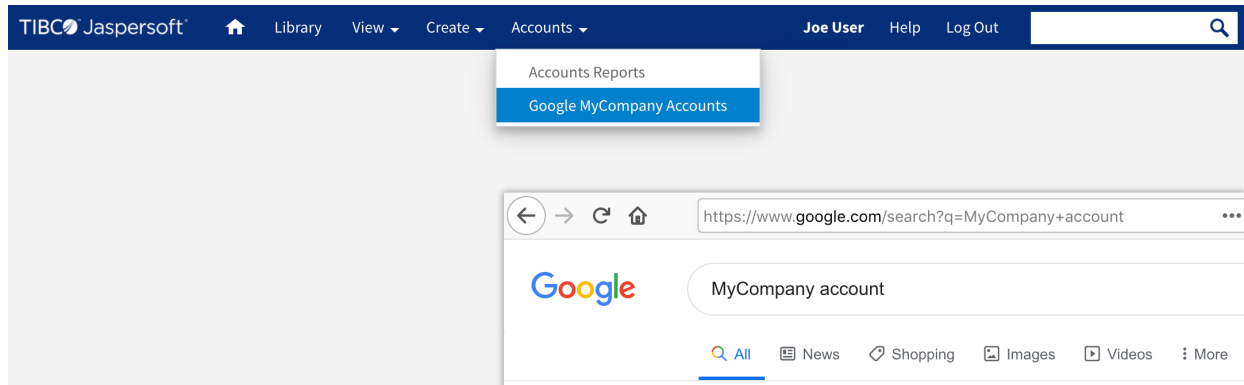 TIBCO Jaspersoft® Library View Create Accounts Joe User Help Log Out
Accounts Reports
Google MyCompany Accounts
https://www.google.com/search?q=MyCompany+account •••
Google MyCompany account
All News Shopping Images Videos More